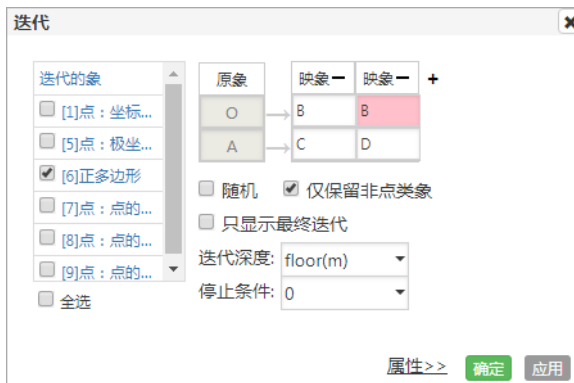 迭代
迭代的象
[1]点：坐标...
[5]点：极坐...
[6]正多边形
[7]点：点的...
[8]点：点的...
[9]点：点的...
全选
原象 映象 映象 +
O → B B
A → C D
随机 仅保留非点类象
只显示最终迭代
迭代深度: floor(m)
停止条件: 0
属性>> 确定 应用